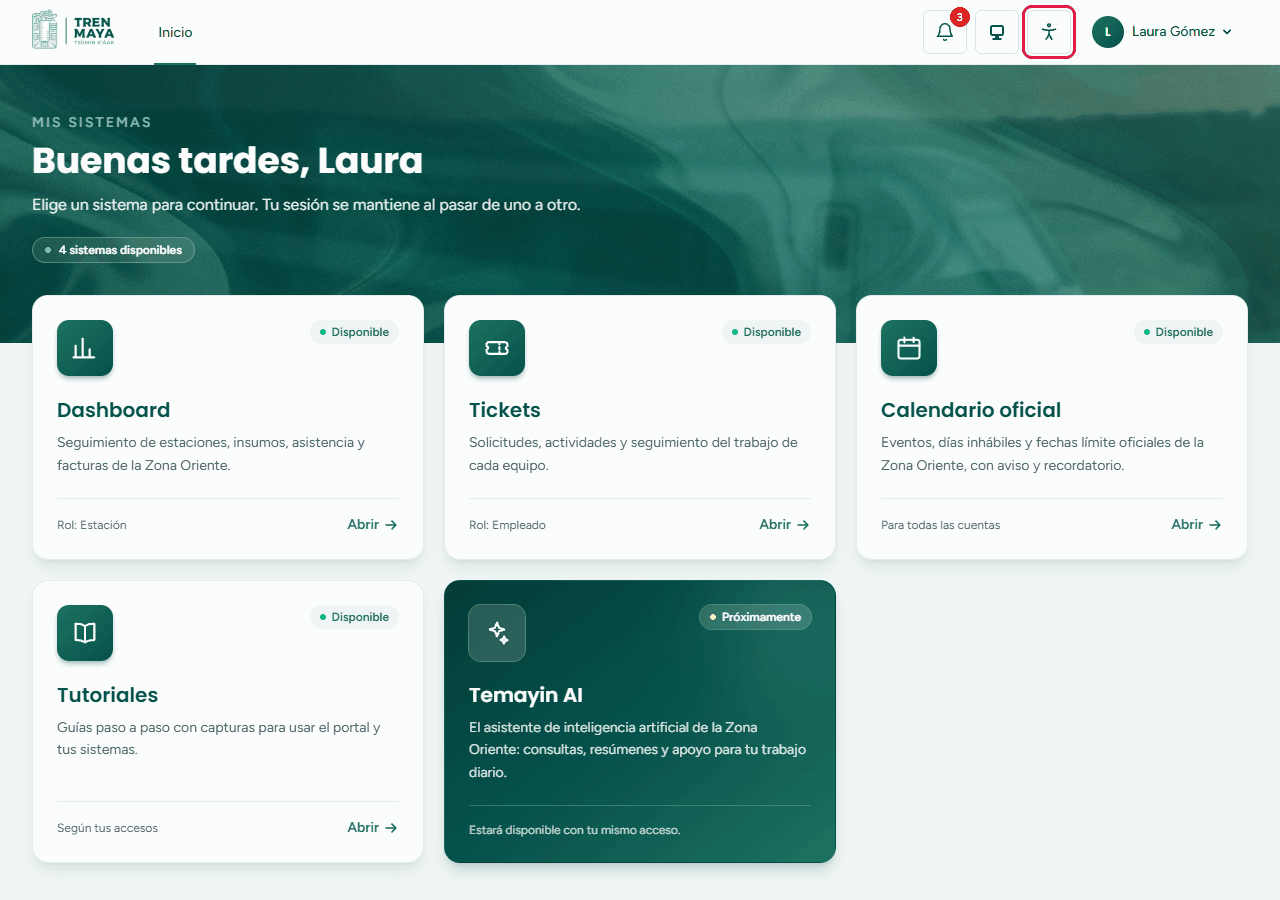 TREN
MAYA
TSÍIMIN K'ÁAK
Inicio
3
L
Laura Gómez
MIS SISTEMAS
Buenas tardes, Laura
Elige un sistema para continuar. Tu sesión se mantiene al pasar de uno a otro.
4 sistemas disponibles
Disponible
Dashboard
Seguimiento de estaciones, insumos, asistencia y
facturas de la Zona Oriente.
Rol: Estación
Abrir
Disponible
Tickets
Solicitudes, actividades y seguimiento del trabajo de
cada equipo.
Rol: Empleado
Abrir
Disponible
Calendario oficial
Eventos, días inhábiles y fechas límite oficiales de la
Zona Oriente, con aviso y recordatorio.
Para todas las cuentas
Abrir
Disponible
Tutoriales
Guías paso a paso con capturas para usar el portal y
tus sistemas.
Según tus accesos
Abrir
Próximamente
Temayin AI
El asistente de inteligencia artificial de la Zona
Oriente: consultas, resúmenes y apoyo para tu trabajo
diario.
Estará disponible con tu mismo acceso.